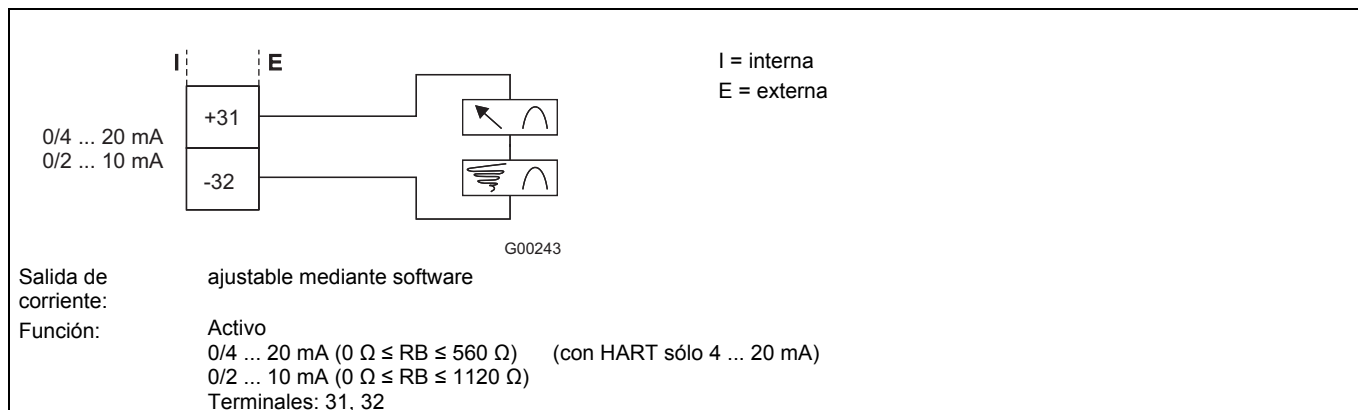 I E
I = interna
E = externa
+31
0/4 ... 20 mA
0/2 ... 10 mA
-32
G00243
Salida de corriente: ajustable mediante software
Función: Activo
0/4 ... 20 mA (0 Ω ≤ RB ≤ 560 Ω) (con HART sólo 4 ... 20 mA)
0/2 ... 10 mA (0 Ω ≤ RB ≤ 1120 Ω)
Terminales: 31, 32